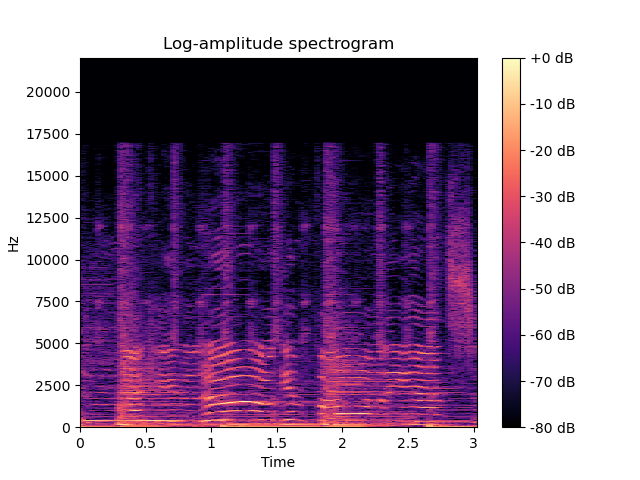 Log-amplitude spectrogram
Hz
20000
17500
15000
12500
10000
7500
5000
2500
0
0 0.5 1 1.5 2 2.5 3
Time
+0 dB
-10 dB
-20 dB
-30 dB
-40 dB
-50 dB
-60 dB
-70 dB
-80 dB